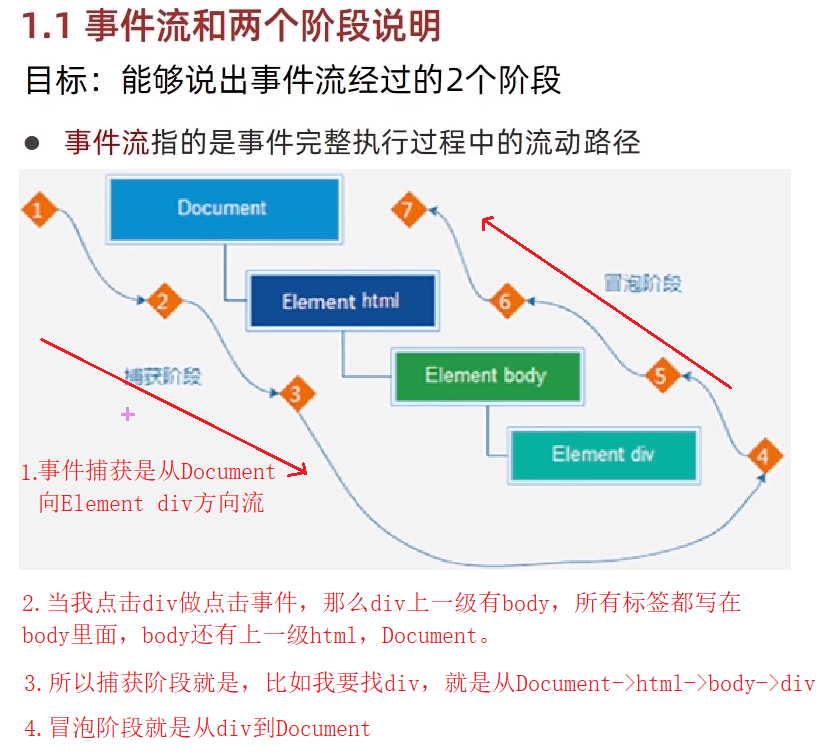 1.1 事件流和两个阶段说明
目标：能够说出事件流经过的2个阶段
● 事件流指的是事件完整执行过程中的流动路径
1
Document
7
2
Element html
6
冒泡阶段
捕获阶段
3
Element body
5
Element div
4
1.事件捕获是从Document
向Element div方向流
2.当我点击div做点击事件，那么div上一级有body，所有标签都写在
body里面，body还有上一级html，Document。
3.所以捕获阶段就是，比如我要找div，就是从Document->html->body->div
4.冒泡阶段就是从div到Document